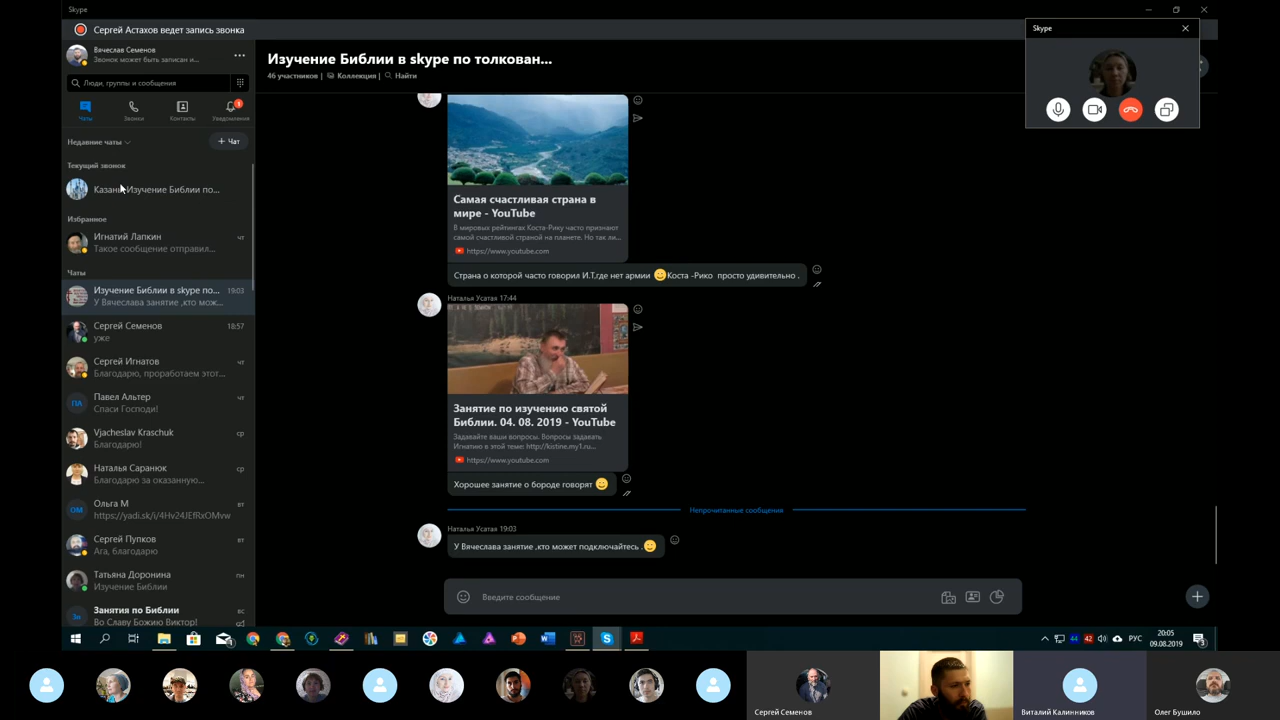 Skype
Сергей Астахов ведет запись звонка
Вячеслав Семенов
Звонок может быть записан и...
Люди, группы и сообщения
Чаты
Звонки
Контакты
Уведомления
3
Недавние чаты
+ Чат
Текущий звонок
Казань Изучение Библии по...
Избранное
Игнатий Лапкин
чт
Такое сообщение отправил...
Чаты
Изучение Библии в skype по...
19:03
У Вячеслава занятие ,кто мож...
Сергей Семенов
18:57
уже
Сергей Игнатов
чт
Благодарю, проработаем этот...
ПА
Павел Альтер
чт
Спаси Господи!
Vjacheslav Kraschuk
ср
Благодарю!
Наталья Саранюк
ср
Благодарю за оказанную...
ОМ
Ольга М
вт
https://yadi.sk/i/4Hv24JEfRxOMvw
Сергей Пупков
вт
Ага, благодарю
Татьяна Доронина
пн
Изучение Библии
Зп
Занятия по Библии
вс
Во Славу Божию Виктор!
Изучение Библии в skype по толкован...
46 участников | Коллекция | Найти
Самая счастливая страна в
мире - YouTube
В мировых рейтингах Коста-Рику часто признают
самой счастливой страной на планете. Но так ли...
https://www.youtube.com
Страна о которой часто говорил И.Т,где нет армии 😀Коста -Рико просто удивительно .
Наталья Усатая 17:44
Занятие по изучению святой
Библии. 04. 08. 2019 - YouTube
Задавайте ваши вопросы. Вопросы задавать
Игнатию в этой теме: http://kistine.my1.ru...
https://www.youtube.com
Хорошее занятие о бороде говорят 😀
Непрочитанные сообщения
Наталья Усатая 19:03
У Вячеслава занятие ,кто может подключайтесь .😀
Введите сообщение
Skype
44
42
РУС
20:05
09.08.2019
Сергей Семенов
Виталий Калинников
Олег Бушило